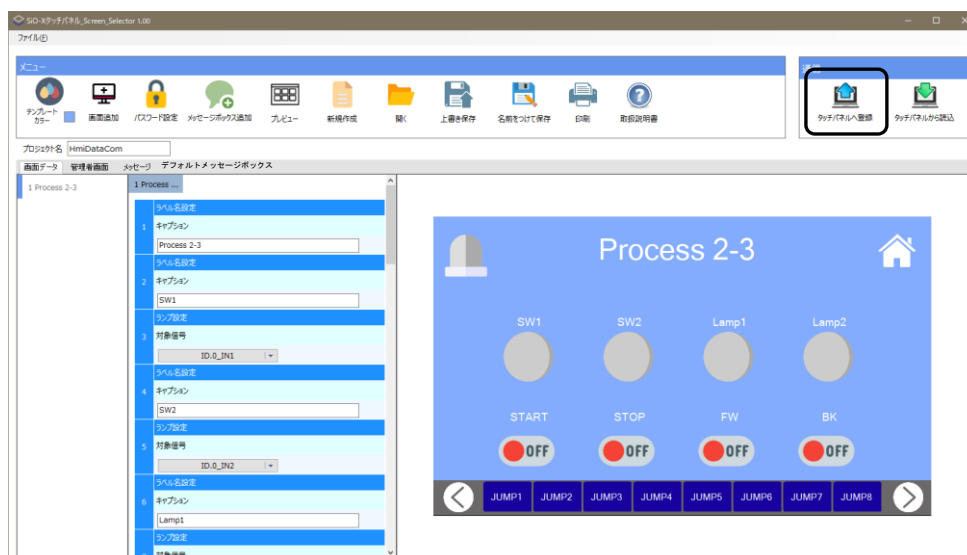 SiO-Xタッチパネル_Screen_Selector 1.00
ファイル(F)
メニュー
テンプレート
カラー
画面追加
パスワード設定
メッセージボックス追加
プレビュー
新規作成
開く
上書き保存
名前をつけて保存
印刷
取扱説明書
タッチパネルへ登録
タッチパネルから読込
プロジェクト名 HmiDataCom
画面データ 管理者画面 メッセージ デフォルトメッセージボックス
1 Process 2-3
1 Process ...
ラベル名設定
1 キャプション
Process 2-3
ラベル名設定
2 キャプション
SW1
ランプ設定
3 対象信号
ID.0_IN1
ラベル名設定
4 キャプション
SW2
ランプ設定
5 対象信号
ID.0_IN2
ラベル名設定
6 キャプション
Lamp1
ランプ設定
対象信号
Process 2-3
SW1 SW2 Lamp1 Lamp2
START STOP FW BK
OFF OFF OFF OFF
JUMP1 JUMP2 JUMP3 JUMP4 JUMP5 JUMP6 JUMP7 JUMP8